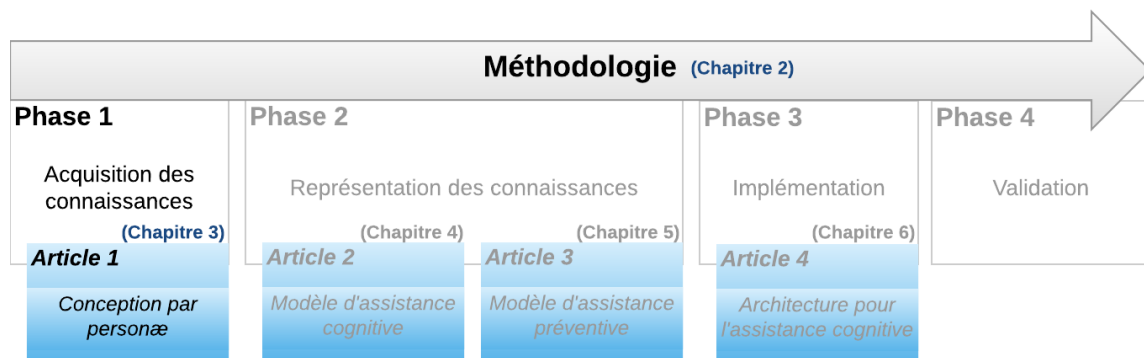 Méthodologie (Chapitre 2)
Phase 1
Acquisition des
connaissances
(Chapitre 3)
Article 1
Conception par
personæ
Phase 2
Représentation des connaissances
(Chapitre 4)
Article 2
Modèle d'assistance
cognitive
(Chapitre 5)
Article 3
Modèle d'assistance
préventive
Phase 3
Implémentation
(Chapitre 6)
Article 4
Architecture pour
l'assistance cognitive
Phase 4
Validation